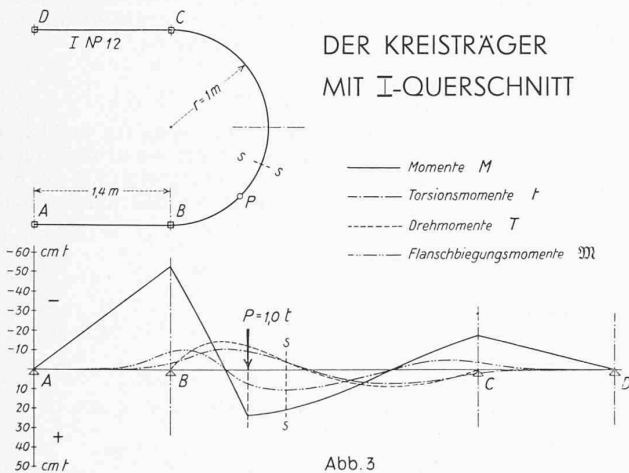 DER KREISTRÄGER
MIT I-QUERSCHNITT
D
C
I NP 12
r=1m
s
s
P
1,4 m
A
B
Momente M
Torsionsmomente t
Drehmomente T
Flanschbiegungsmomente 𝔐
-60 cm t
-50
-40
-30
-20
-10
10
20
30
40
50 cm t
−
+
P=1,0 t
s
s
A
B
C
D
Abb. 3